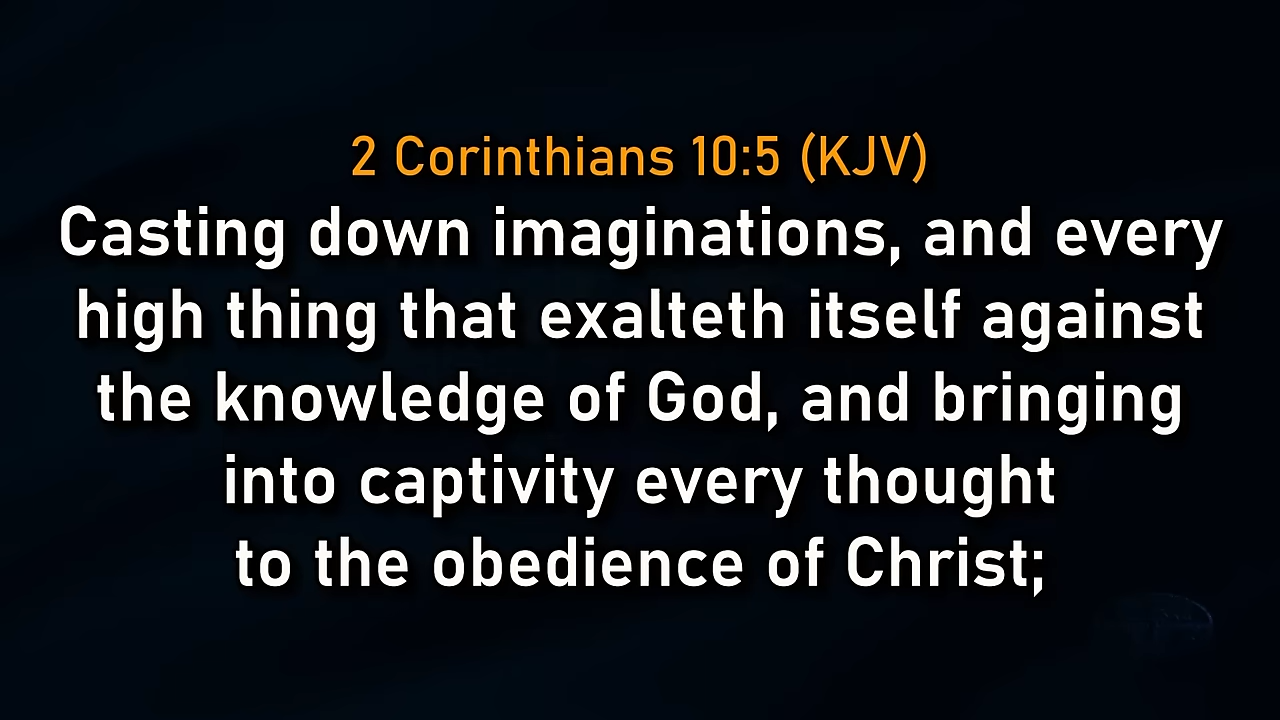 2 Corinthians 10:5 (KJV)
Casting down imaginations, and every
high thing that exalteth itself against
the knowledge of God, and bringing
into captivity every thought
to the obedience of Christ;